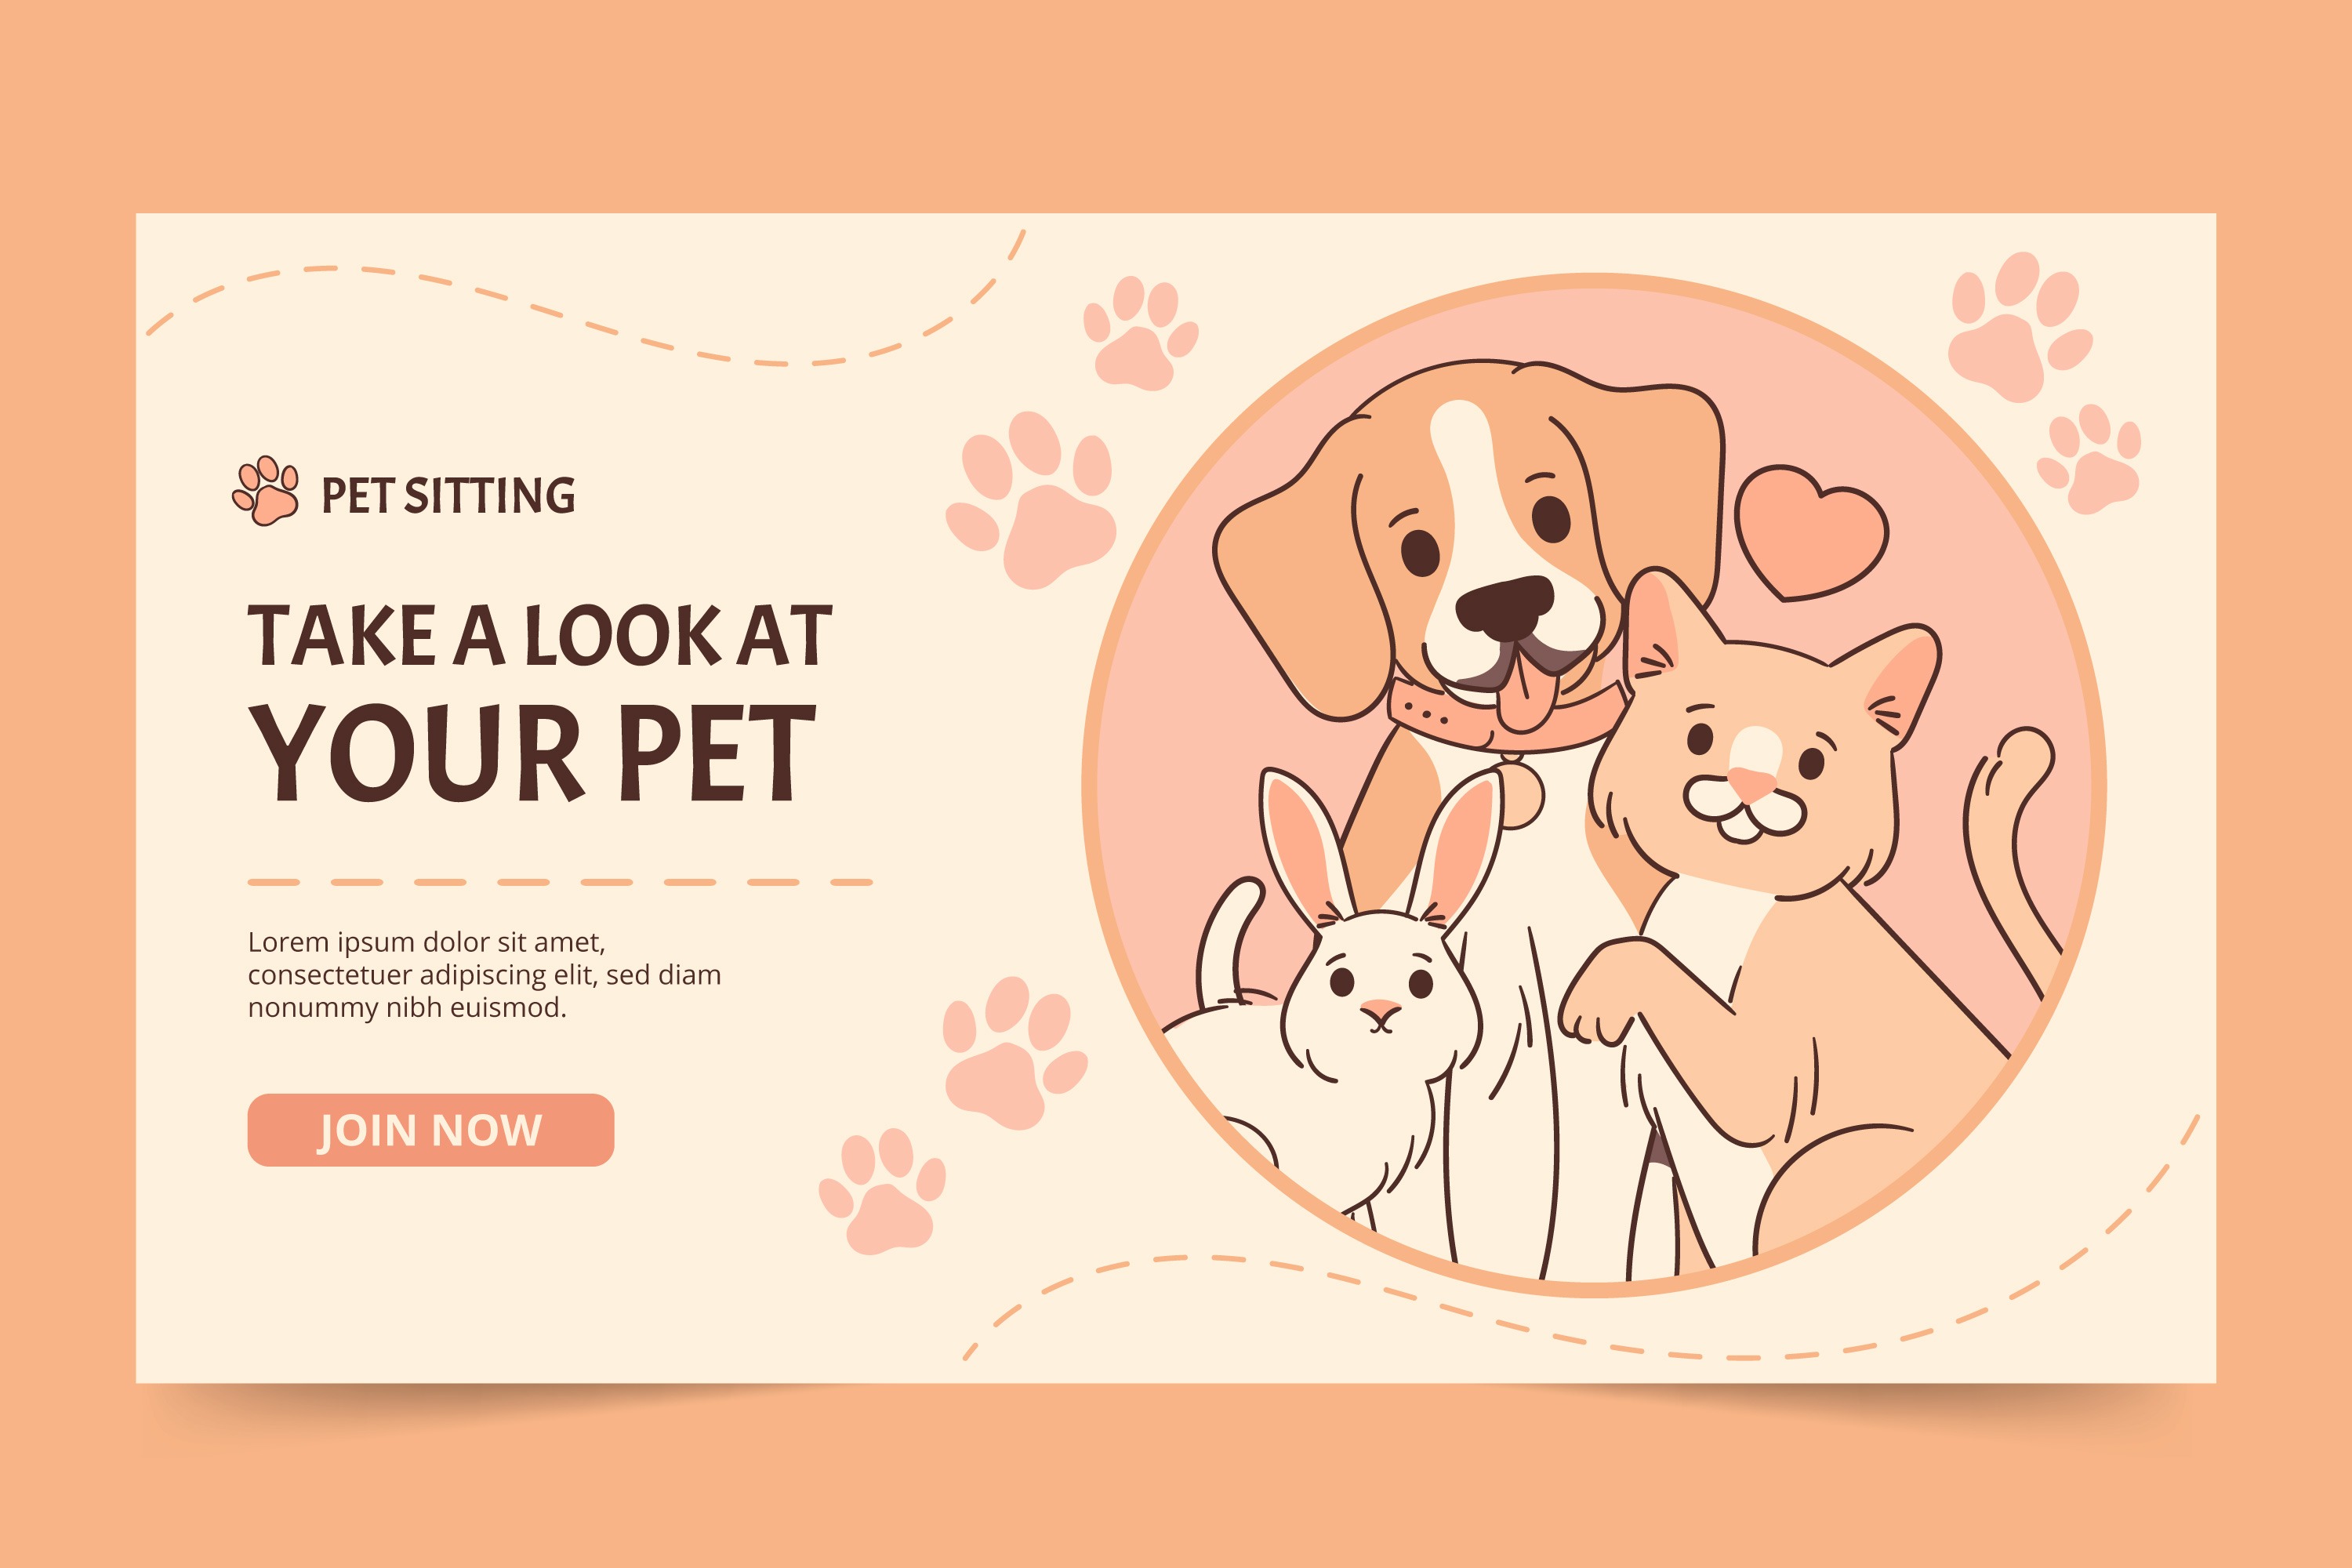 PET SITTING
TAKE A LOOK AT
YOUR PET
Lorem ipsum dolor sit amet,
consectetuer adipiscing elit, sed diam
nonummy nibh euismod.
JOIN NOW